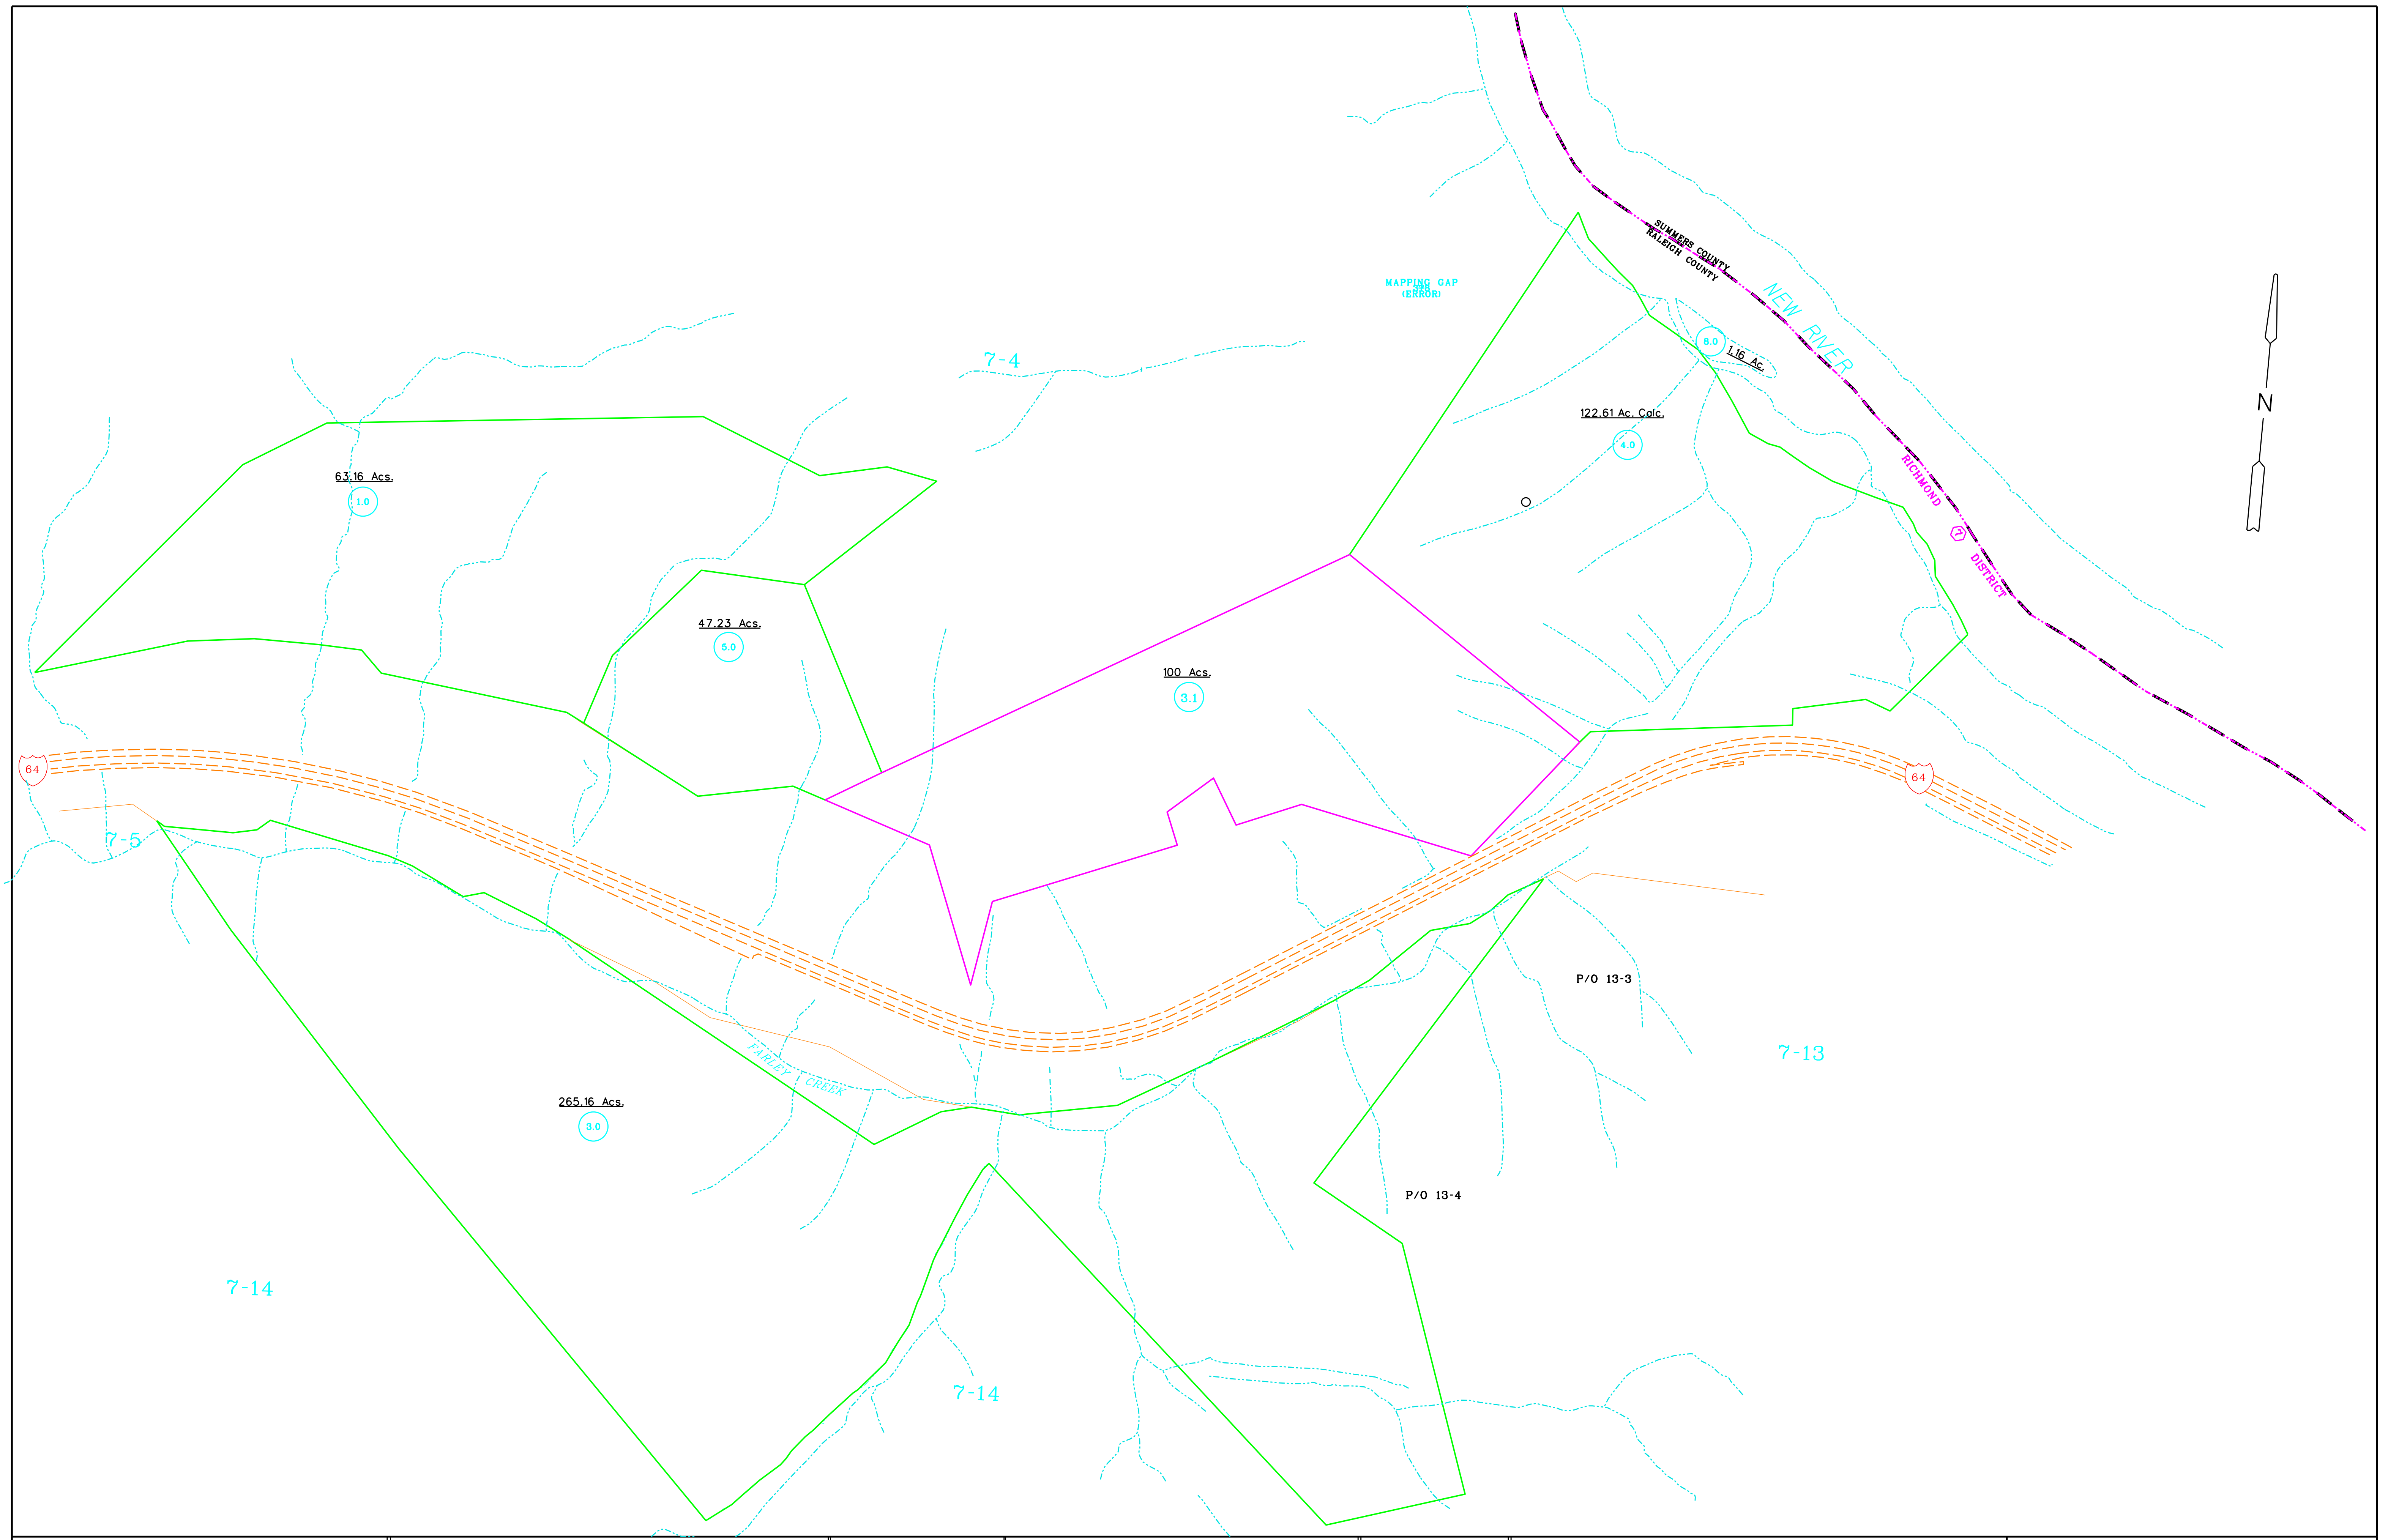 SUMMERS COUNTY
RALEIGH COUNTY
MAPPING GAP
(ERROR)
NEW RIVER
6.0
1.16 Ac.
7-4
122.61 Ac. Calc.
4.0
N
63.16 Acs.
1.0
RICHMOND 7 DISTRICT
47.23 Acs.
5.0
100 Acs.
3.1
64
64
7-5
P/O 13-3
7-13
FARLEY CREEK
265.16 Acs.
3.0
P/O 13-4
7-14
7-14